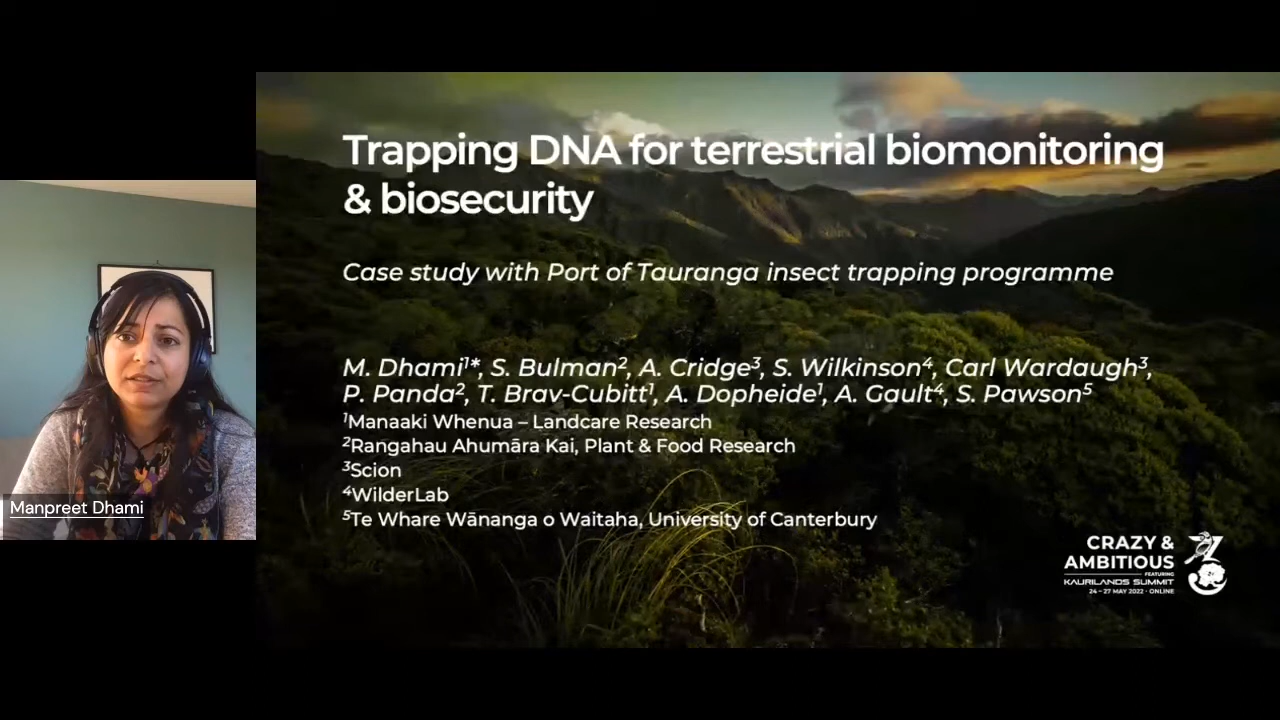 Trapping DNA for terrestrial biomonitoring
& biosecurity
Case study with Port of Tauranga insect trapping programme
M. Dhami¹*, S. Bulman², A. Cridge³, S. Wilkinson⁴, Carl Wardaugh³,
P. Panda², T. Brav-Cubitt¹, A. Dopheide¹, A. Gault⁴, S. Pawson⁵
¹Manaaki Whenua – Landcare Research
²Rangahau Ahumāra Kai, Plant & Food Research
³Scion
⁴WilderLab
⁵Te Whare Wānanga o Waitaha, University of Canterbury
Manpreet Dhami
CRAZY &
AMBITIOUS
FEATURING
KAURILANDS SUMMIT
24 – 27 MAY 2022 · ONLINE
3